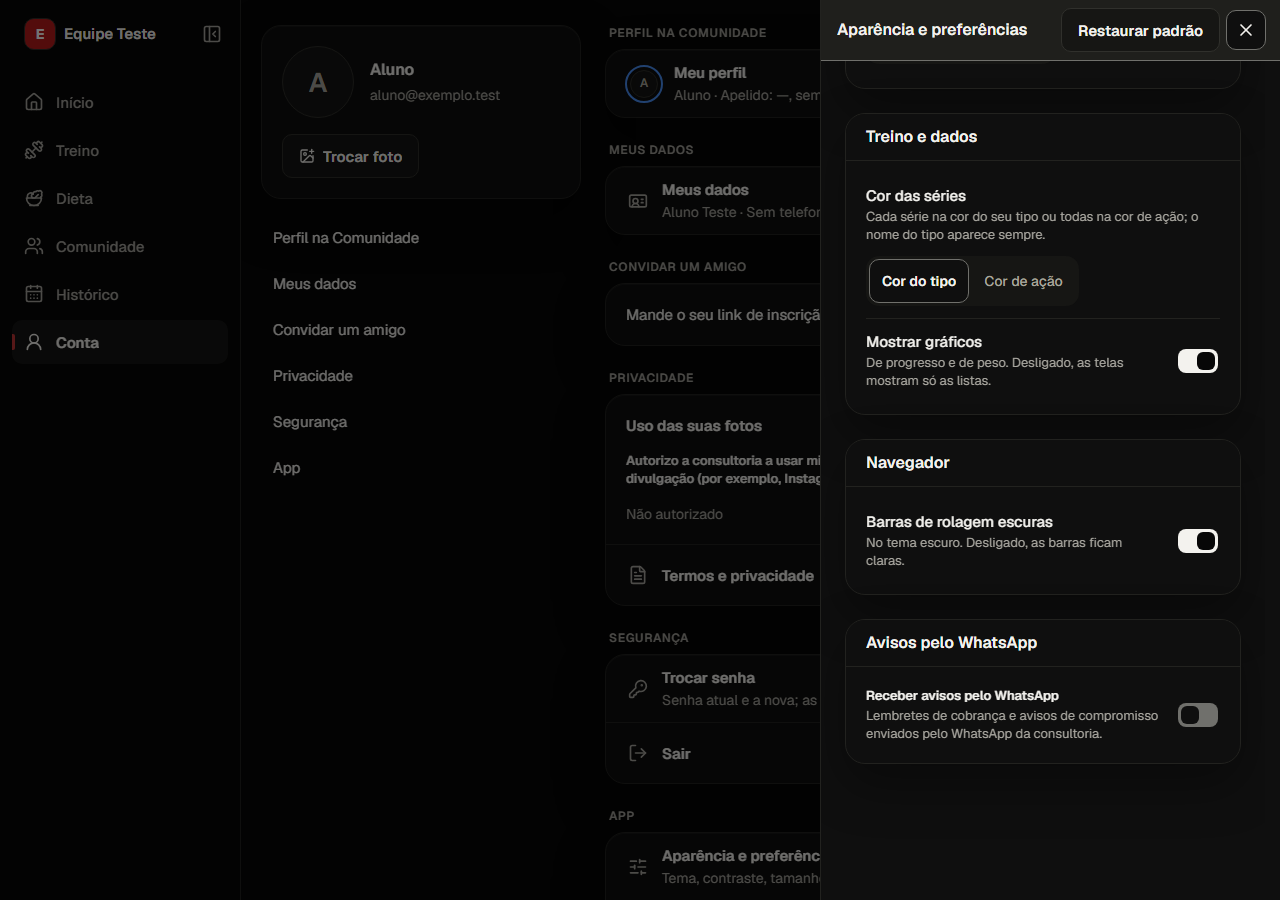 E
Equipe Teste
Início
Treino
Dieta
Comunidade
Histórico
Conta
A
Aluno
aluno@exemplo.test
Trocar foto
Perfil na Comunidade
Meus dados
Convidar um amigo
Privacidade
Segurança
App
PERFIL NA COMUNIDADE
A
Meu perfil
Aluno · Apelido: —, sem
MEUS DADOS
Meus dados
Aluno Teste · Sem telefor
CONVIDAR UM AMIGO
Mande o seu link de inscriçã
PRIVACIDADE
Uso das suas fotos
Autorizo a consultoria a usar mi
divulgação (por exemplo, Instag
Não autorizado
Termos e privacidade
SEGURANÇA
Trocar senha
Senha atual e a nova; as
Sair
APP
Aparência e preferênc
Tema, contraste, tamanh
Aparência e preferências
Restaurar padrão
Treino e dados
Cor das séries
Cada série na cor do seu tipo ou todas na cor de ação; o
nome do tipo aparece sempre.
Cor do tipo
Cor de ação
Mostrar gráficos
De progresso e de peso. Desligado, as telas
mostram só as listas.
Navegador
Barras de rolagem escuras
No tema escuro. Desligado, as barras ficam
claras.
Avisos pelo WhatsApp
Receber avisos pelo WhatsApp
Lembretes de cobrança e avisos de compromisso
enviados pelo WhatsApp da consultoria.